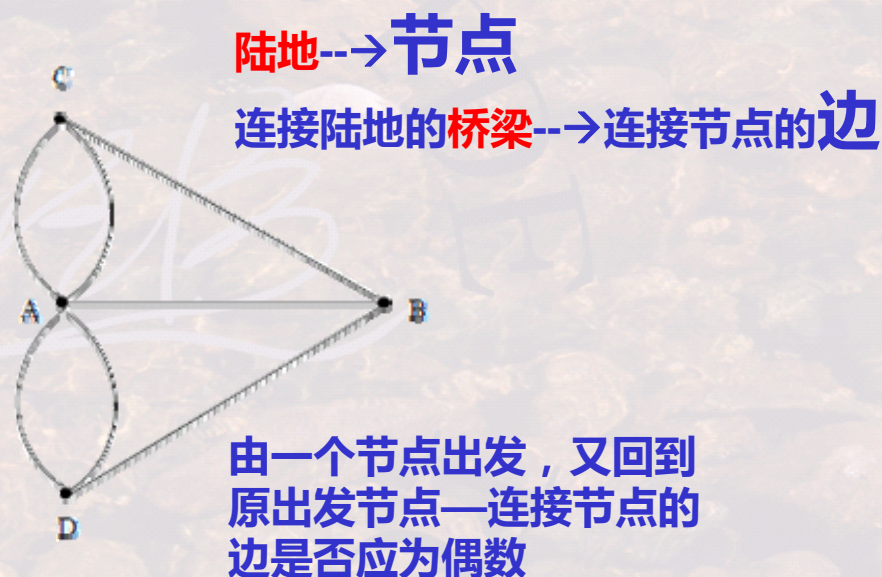 陆地--→节点
C
连接陆地的桥梁--→连接节点的边
A
B
由一个节点出发，又回到
原出发节点—连接节点的
边是否应为偶数
D